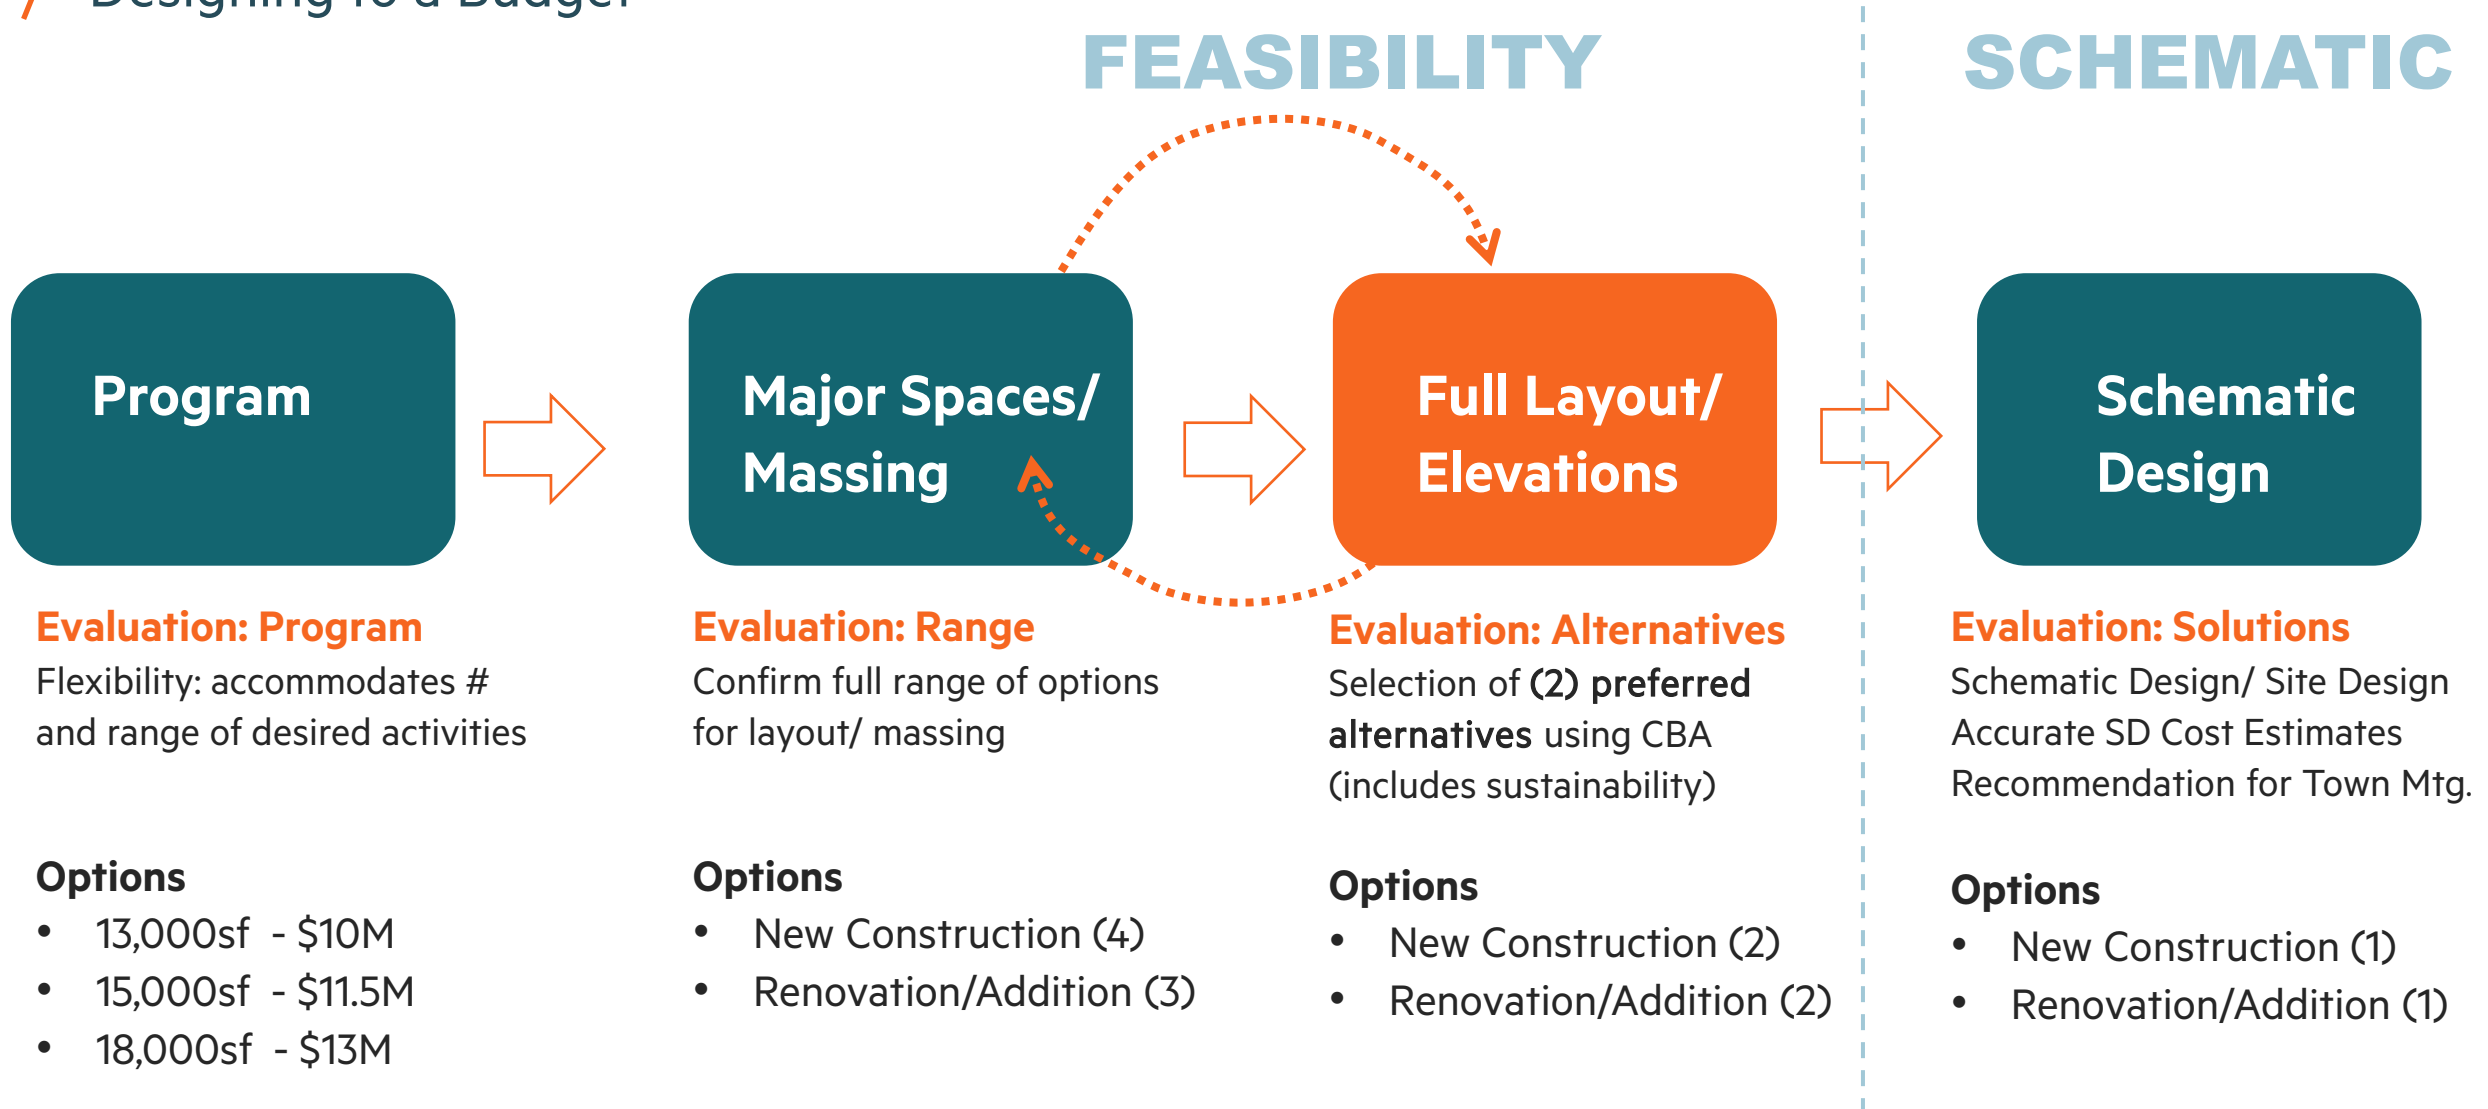 Designing to a Budget
FEASIBILITY
SCHEMATIC
Program
Major Spaces/
Massing
Full Layout/
Elevations
Schematic
Design
Evaluation: Program
Flexibility: accommodates #
and range of desired activities
Options
• 13,000sf - $10M
• 15,000sf - $11.5M
• 18,000sf - $13M
Evaluation: Range
Confirm full range of options
for layout/ massing
Options
• New Construction (4)
• Renovation/Addition (3)
Evaluation: Alternatives
Selection of (2) preferred
alternatives using CBA
(includes sustainability)
Options
• New Construction (2)
• Renovation/Addition (2)
Evaluation: Solutions
Schematic Design/ Site Design
Accurate SD Cost Estimates
Recommendation for Town Mtg.
Options
• New Construction (1)
• Renovation/Addition (1)